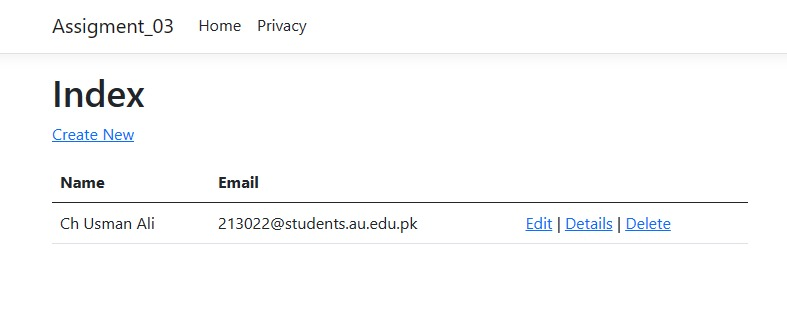 Assigment_03 Home Privacy
Index
Create New
Name Email
Ch Usman Ali 213022@students.au.edu.pk Edit | Details | Delete